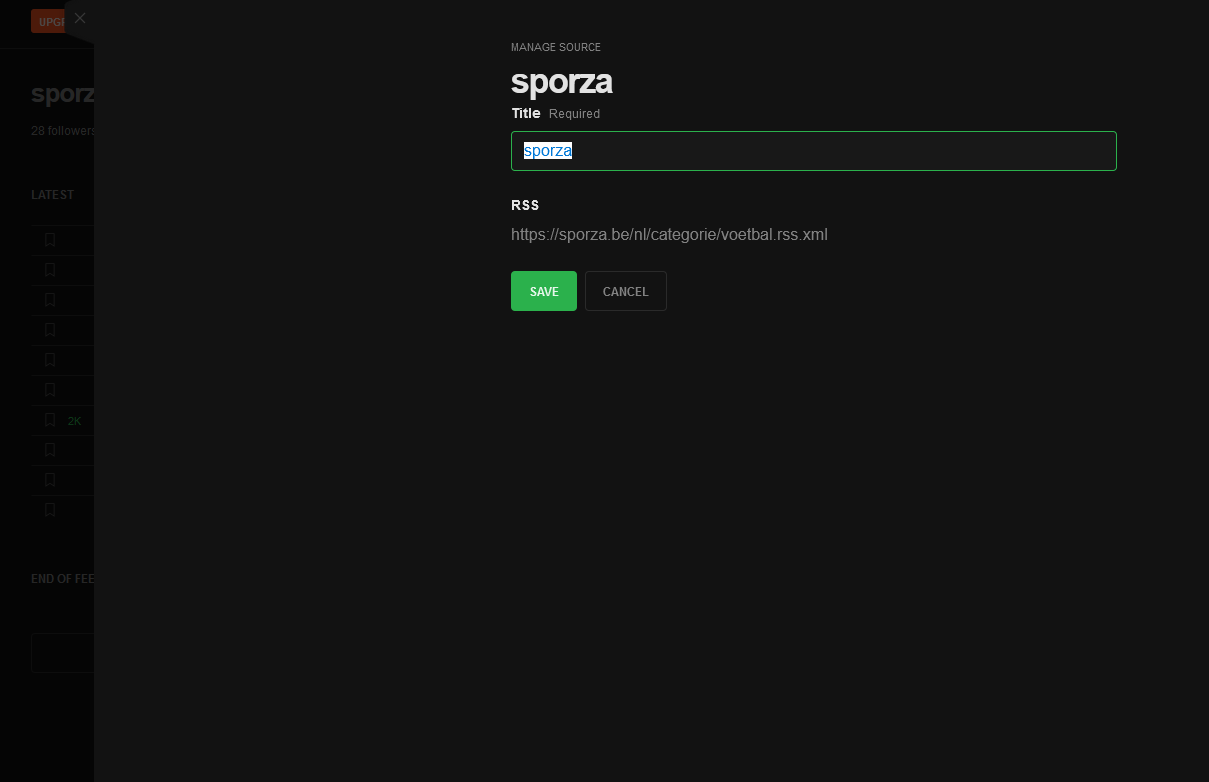 UPG
sporz
28 followers
LATEST
2K
END OF FEE
MANAGE SOURCE
sporza
Title Required
sporza
RSS
https://sporza.be/nl/categorie/voetbal.rss.xml
SAVE CANCEL